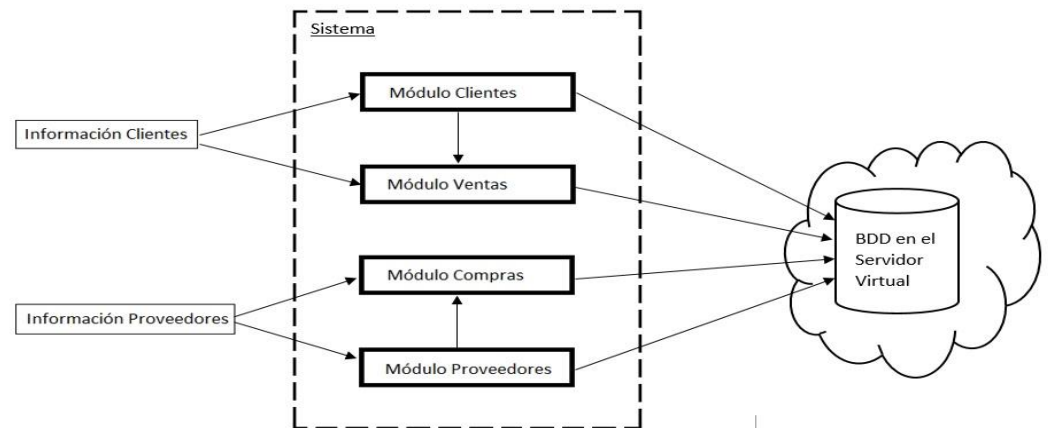 Sistema
Módulo Clientes
Información Clientes
Módulo Ventas
Módulo Compras
Información Proveedores
Módulo Proveedores
BDD en el
Servidor
Virtual